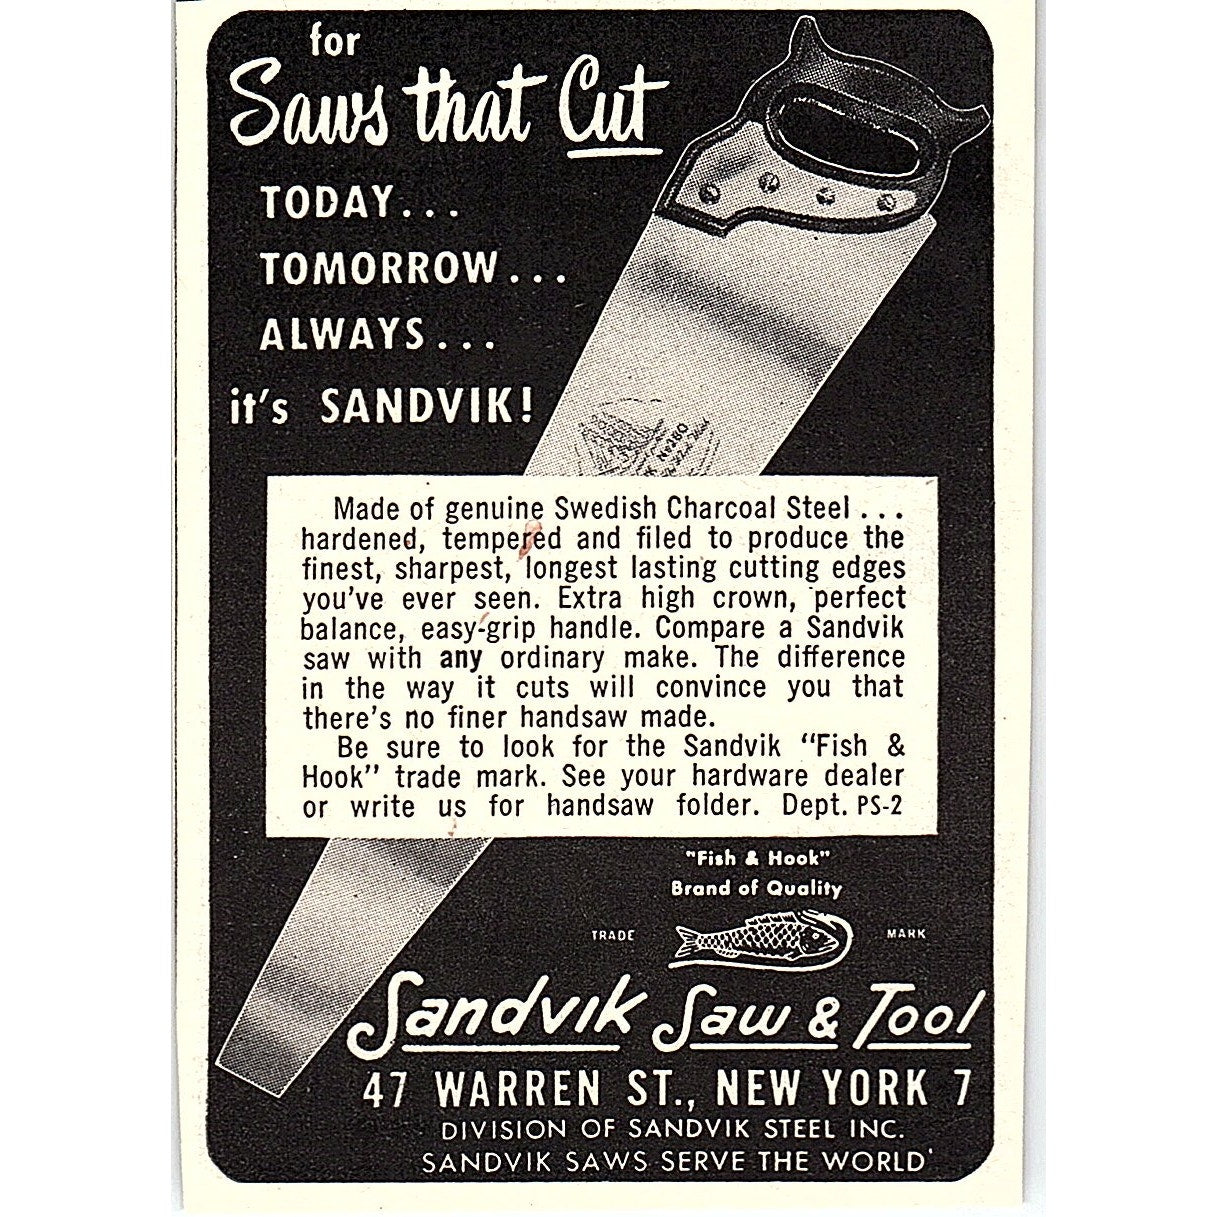 for
Saws that Cut
TODAY...
TOMORROW...
ALWAYS...
it's SANDVIK!
No 280
Made of genuine Swedish Charcoal Steel...
hardened, tempered and filed to produce the
finest, sharpest, longest lasting cutting edges
you've ever seen. Extra high crown, perfect
balance, easy-grip handle. Compare a Sandvik
saw with any ordinary make. The difference
in the way it cuts will convince you that
there's no finer handsaw made.
Be sure to look for the Sandvik "Fish &
Hook" trade mark. See your hardware dealer
or write us for handsaw folder. Dept. PS-2
"Fish & Hook"
Brand of Quality
TRADE MARK
Sandvik Saw & Tool
47 WARREN ST., NEW YORK 7
DIVISION OF SANDVIK STEEL INC.
SANDVIK SAWS SERVE THE WORLD